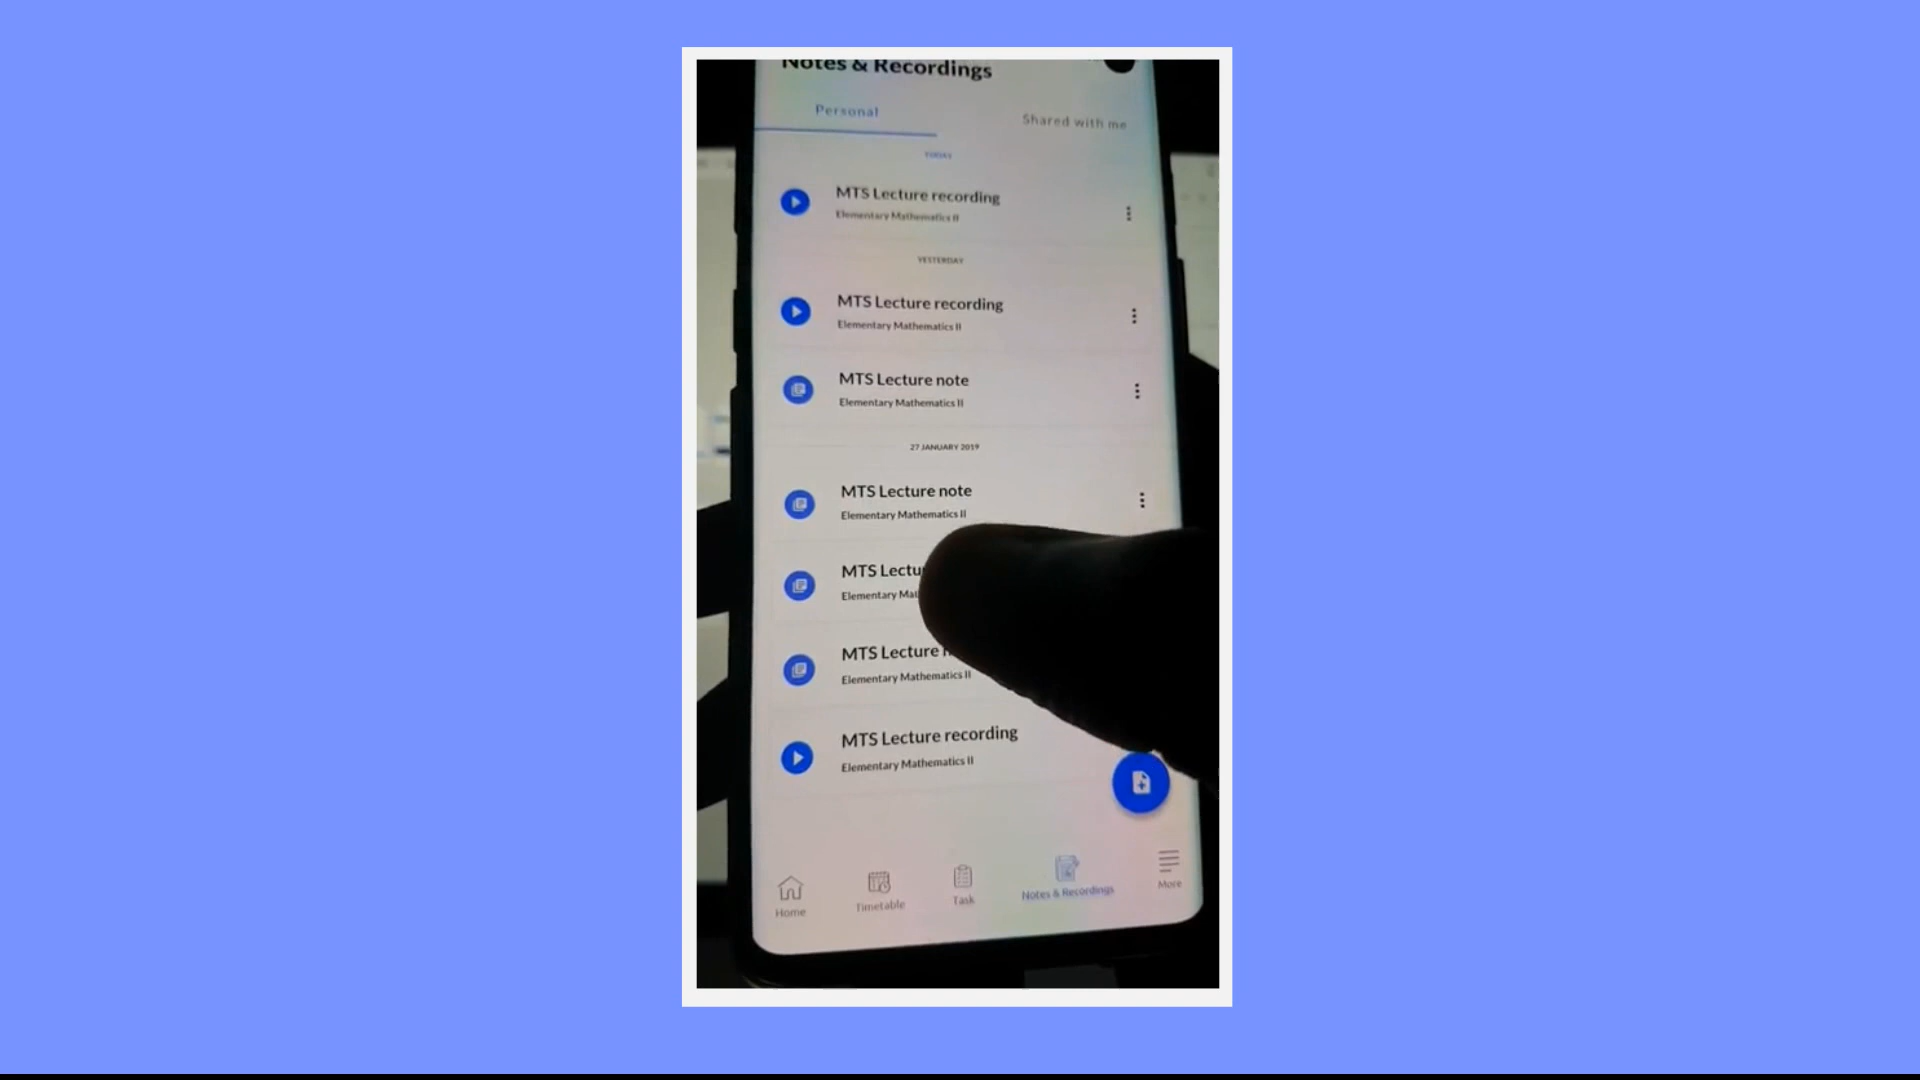 Notes & Recordings
Personal
Shared with me
TODAY
MTS Lecture recording
Elementary Mathematics II
YESTERDAY
MTS Lecture recording
Elementary Mathematics II
MTS Lecture note
Elementary Mathematics II
27 JANUARY 2019
MTS Lecture note
Elementary Mathematics II
MTS Lectu
Elementary Mat
MTS Lecture
Elementary Mathematics II
MTS Lecture recording
Elementary Mathematics II
Home
Timetable
Task
Notes & Recordings
More